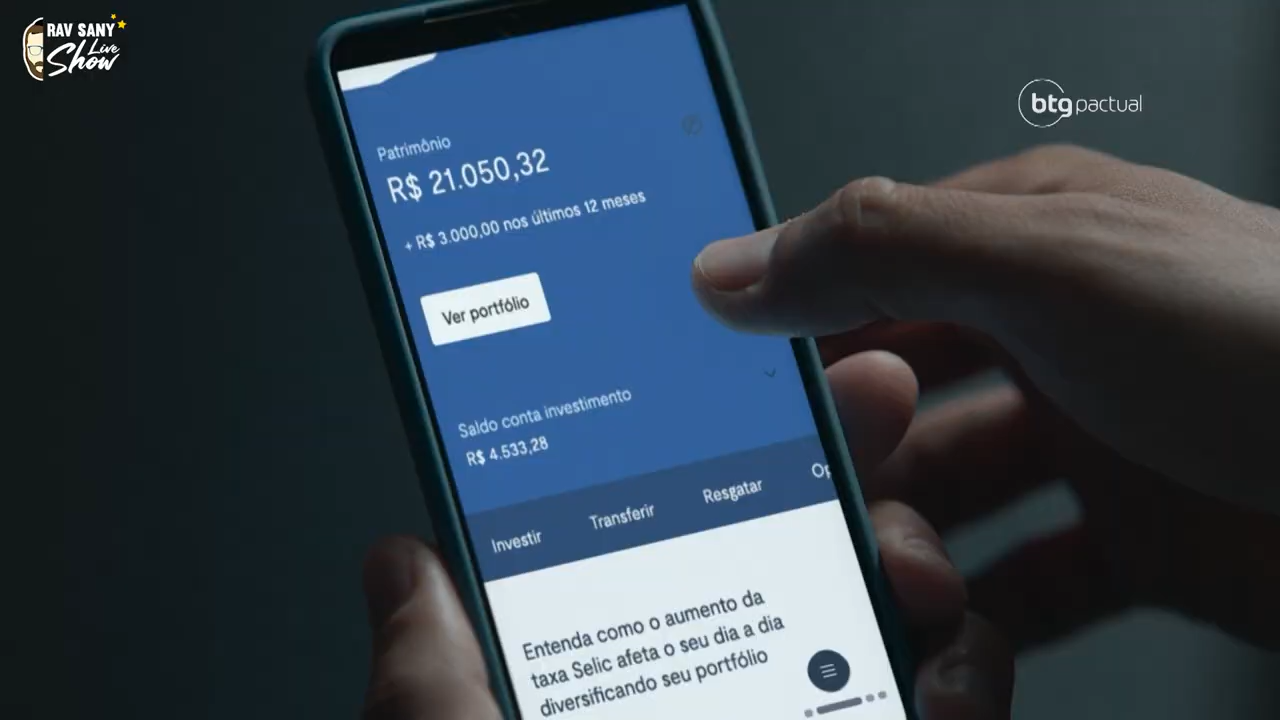 RAV SANY
Live
Show
btg pactual
Patrimônio
R$ 21.050,32
+ R$ 3.000,00 nos últimos 12 meses
Ver portfólio
Saldo conta investimento
R$ 4.533,28
Investir
Transferir
Resgatar
Op
Entenda como o aumento da
taxa Selic afeta o seu dia a dia
diversificando seu portfólio